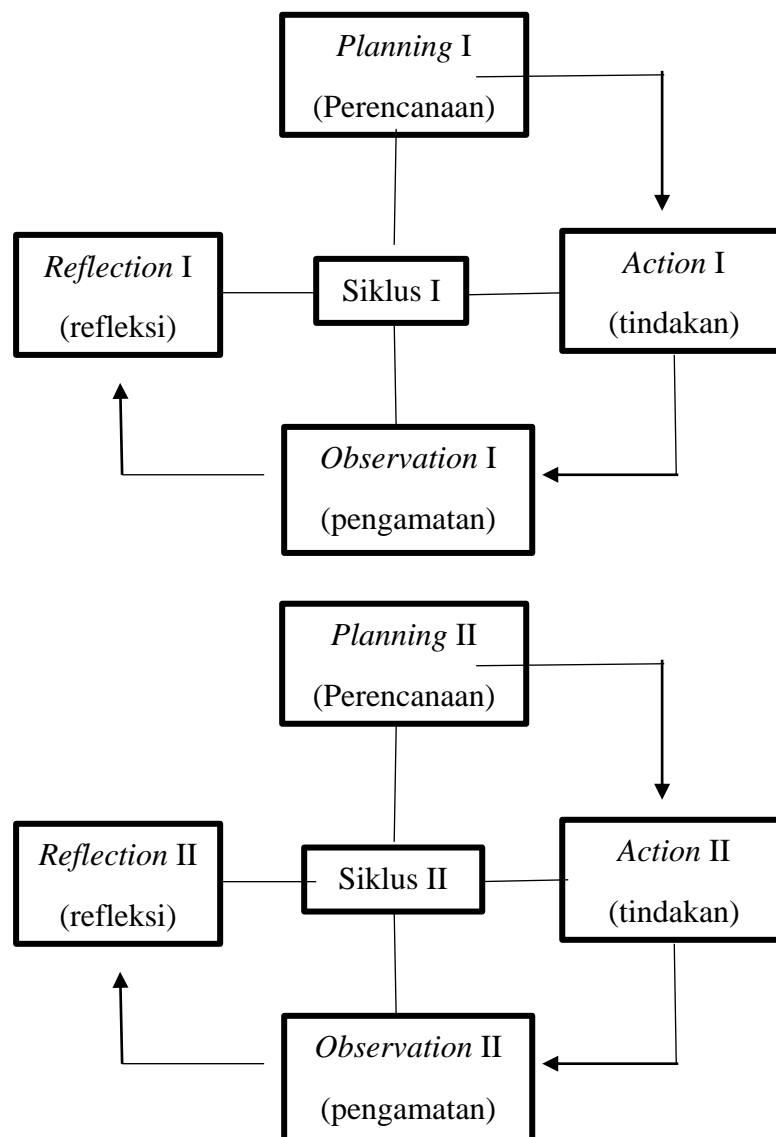 Planning I
(Perencanaan)
Reflection I
(refleksi)
Siklus I
Action I
(tindakan)
Observation I
(pengamatan)
Planning II
(Perencanaan)
Reflection II
(refleksi)
Siklus II
Action II
(tindakan)
Observation II
(pengamatan)